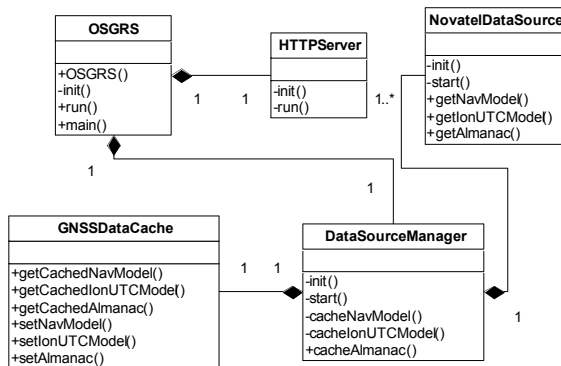 OSGRS
+OSGRS()
-init()
+run()
+main()
HTTPServer
-init()
-run()
NovatelDataSource
-init()
-start()
+getNavModel()
+getIonUTCModel()
+getAlmanac()
1
1
1..*
1
1
GNSSDataCache
+getCachedNavModel()
+getCachedIonUTCModel()
+getCachedAlmanac()
+setNavModel()
+setIonUTCModel()
+setAlmanac()
1
1
DataSourceManager
-init()
-start()
-cacheNavModel()
-cacheIonUTCModel()
+cacheAlmanac()
1